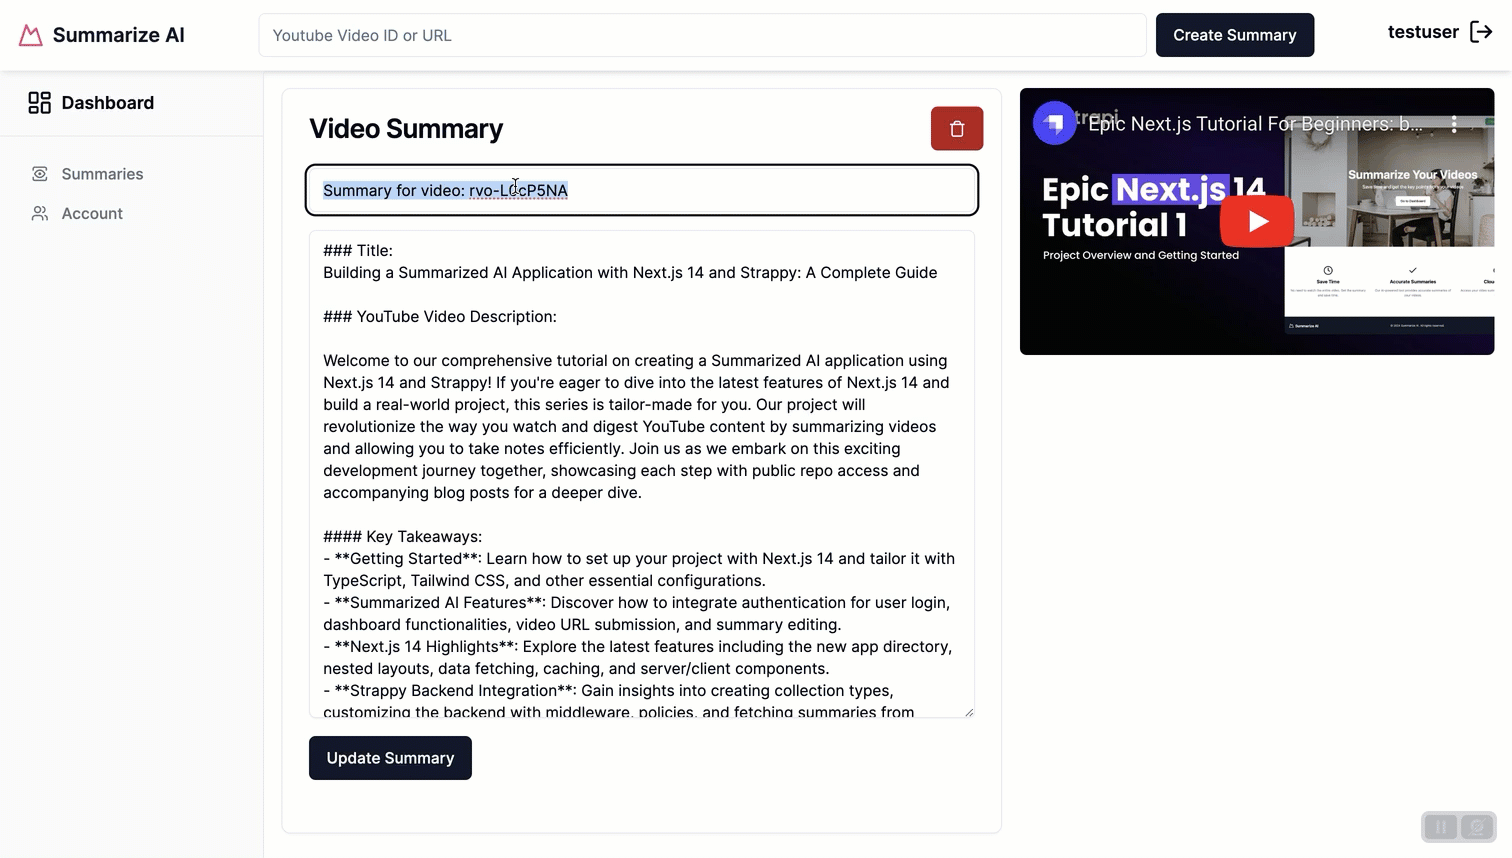 Summarize AI
Youtube Video ID or URL
Create Summary
testuser
Dashboard
Summaries
Account
Video Summary
Summary for video: rvo-L0cP5NA
### Title:
Building a Summarized AI Application with Next.js 14 and Strappy: A Complete Guide
### YouTube Video Description:
Welcome to our comprehensive tutorial on creating a Summarized AI application using
Next.js 14 and Strappy! If you're eager to dive into the latest features of Next.js 14 and
build a real-world project, this series is tailor-made for you. Our project will
revolutionize the way you watch and digest YouTube content by summarizing videos
and allowing you to take notes efficiently. Join us as we embark on this exciting
development journey together, showcasing each step with public repo access and
accompanying blog posts for a deeper dive.
#### Key Takeaways:
- **Getting Started**: Learn how to set up your project with Next.js 14 and tailor it with
TypeScript, Tailwind CSS, and other essential configurations.
- **Summarized AI Features**: Discover how to integrate authentication for user login,
dashboard functionalities, video URL submission, and summary editing.
- **Next.js 14 Highlights**: Explore the latest features including the new app directory,
nested layouts, data fetching, caching, and server/client components.
- **Strappy Backend Integration**: Gain insights into creating collection types,
customizing the backend with middleware, policies, and fetching summaries from
Update Summary
Epic Next.js Tutorial For Beginners: b...
Epic Next.js 14
Tutorial 1
Project Overview and Getting Started
Summarize Your Videos
Save Time
Accurate Summaries
Summarize AI